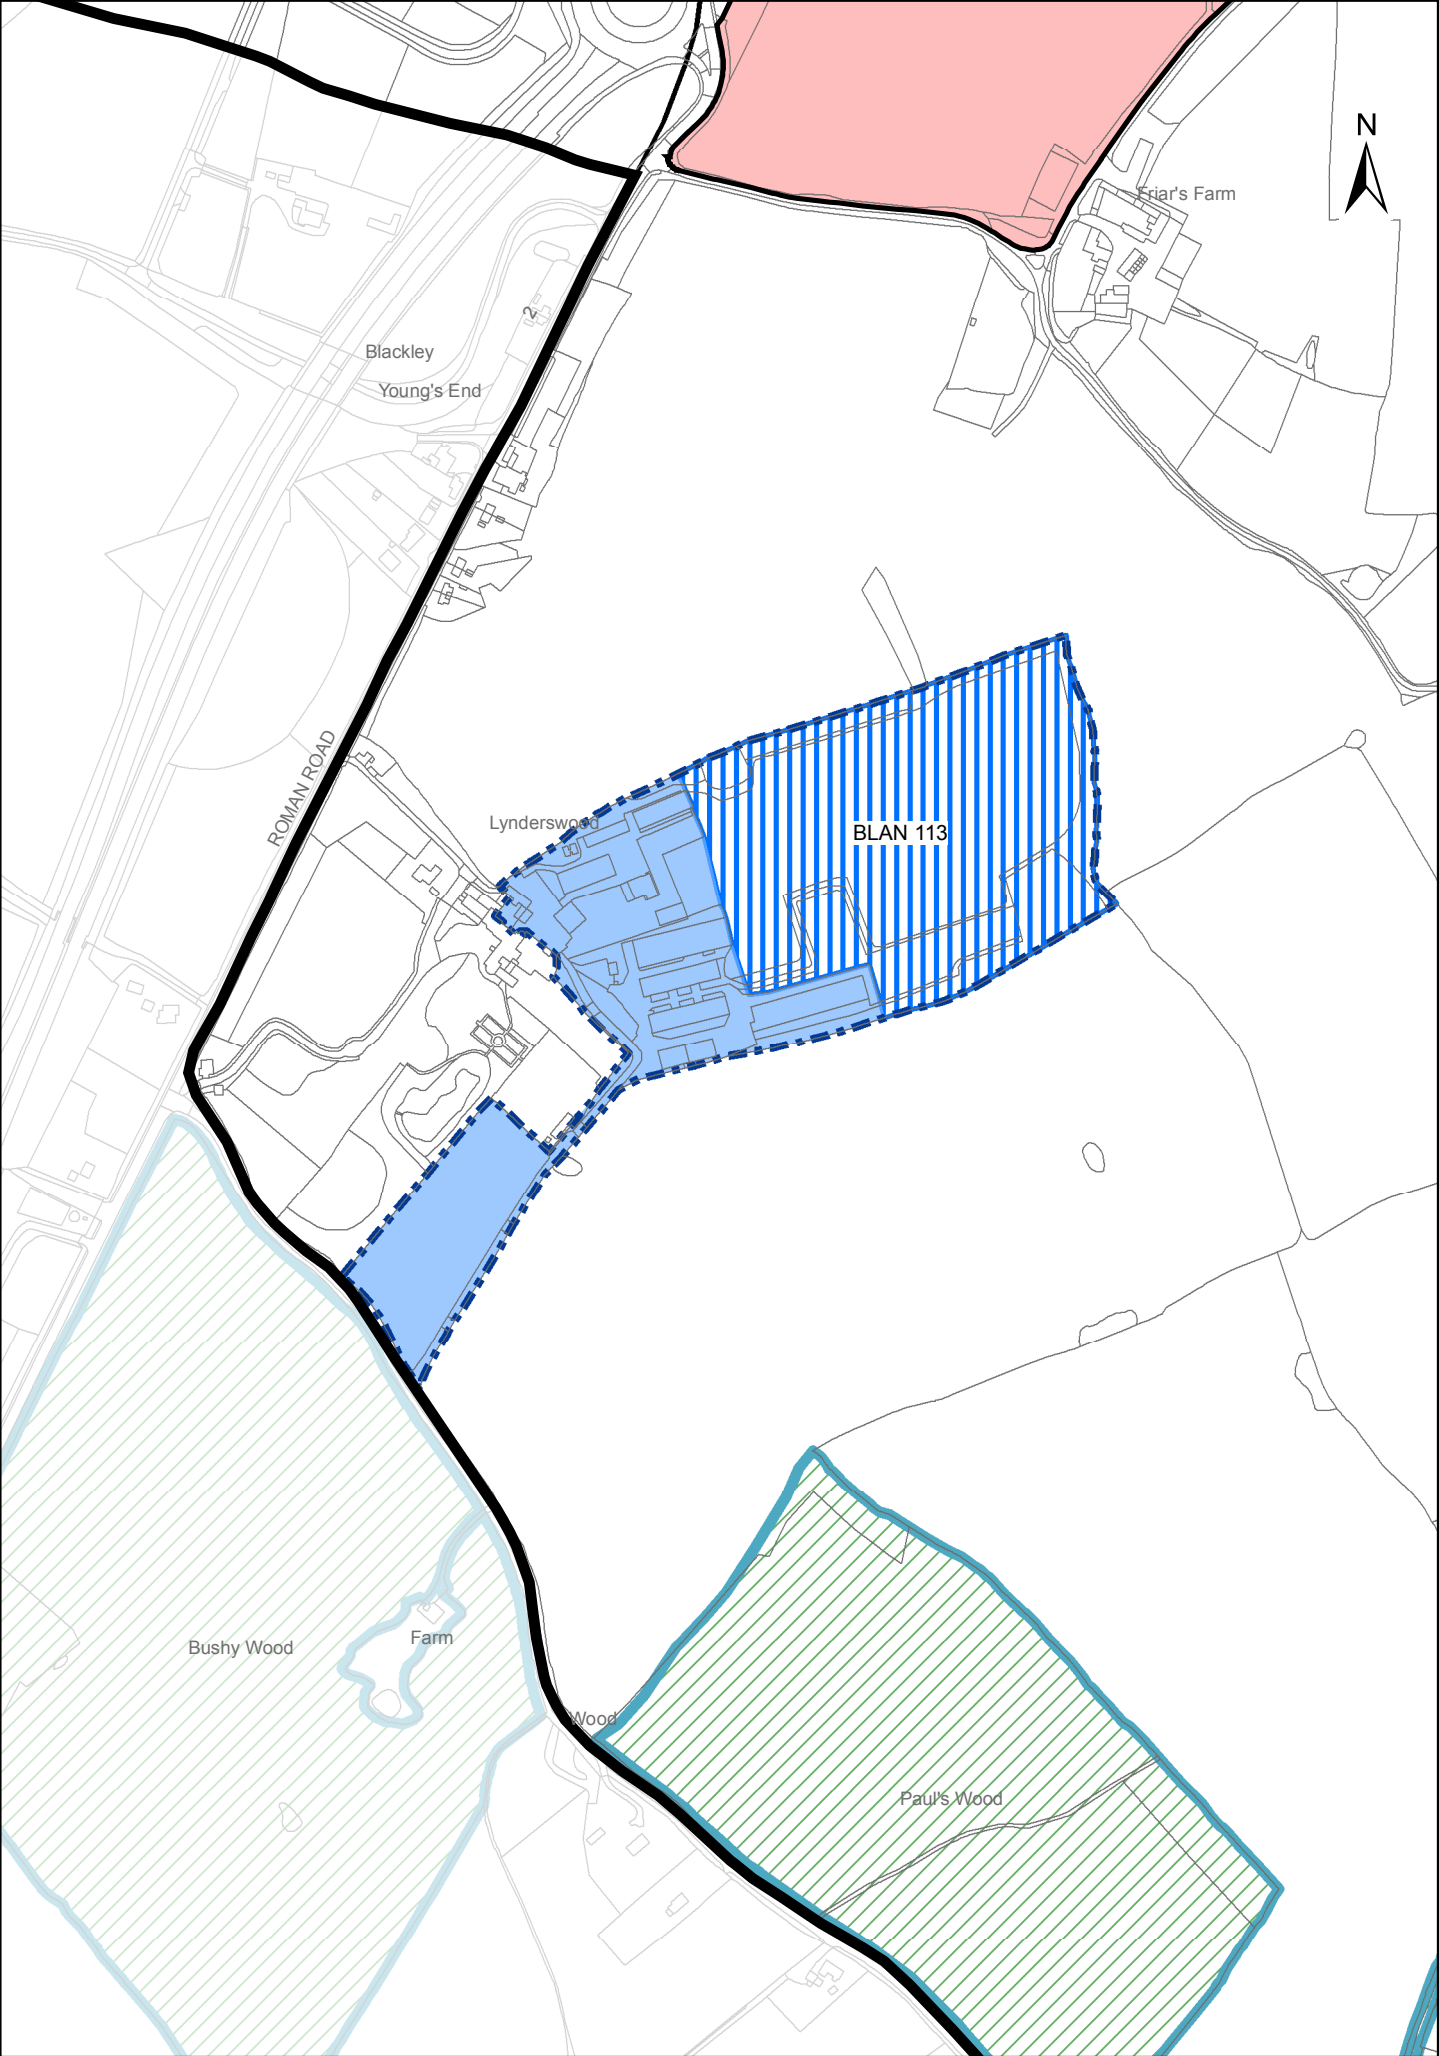 N
Friar's Farm
2
Blackley
Young's End
ROMAN ROAD
Lynderswood
BLAN 113
Bushy Wood
Farm
Wood
Paul's Wood